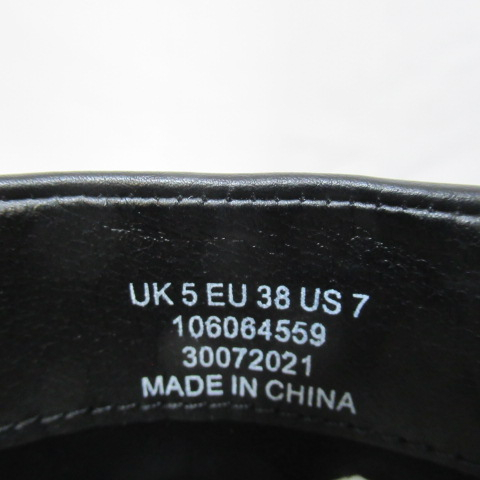 UK 5 EU 38 US 7
106064559
30072021
MADE IN CHINA